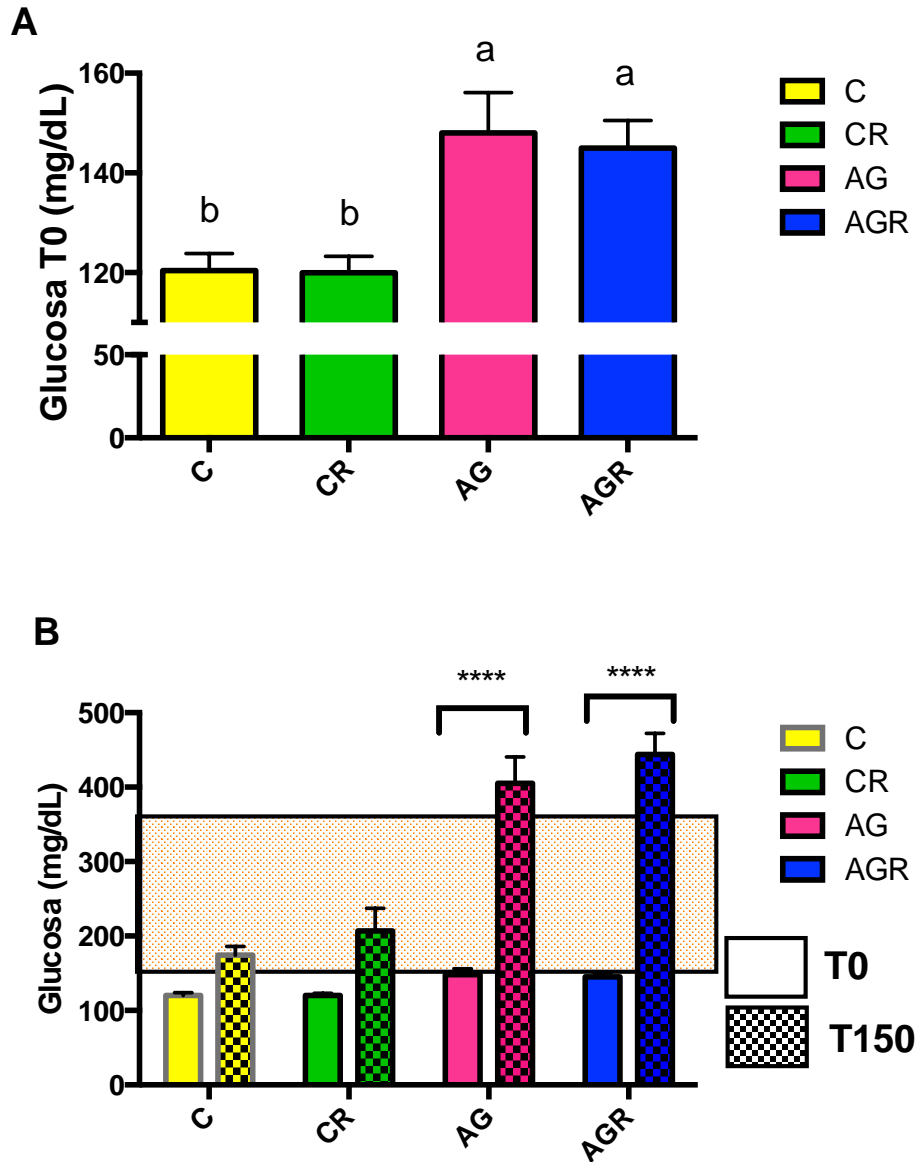 A
Glucosa T0 (mg/dL)
160
140
120
50
0
b
b
a
a
C
CR
AG
AGR
C
CR
AG
AGR
B
Glucosa (mg/dL)
500
400
300
200
100
0
****
****
C
CR
AG
AGR
C
CR
AG
AGR
T0
T150